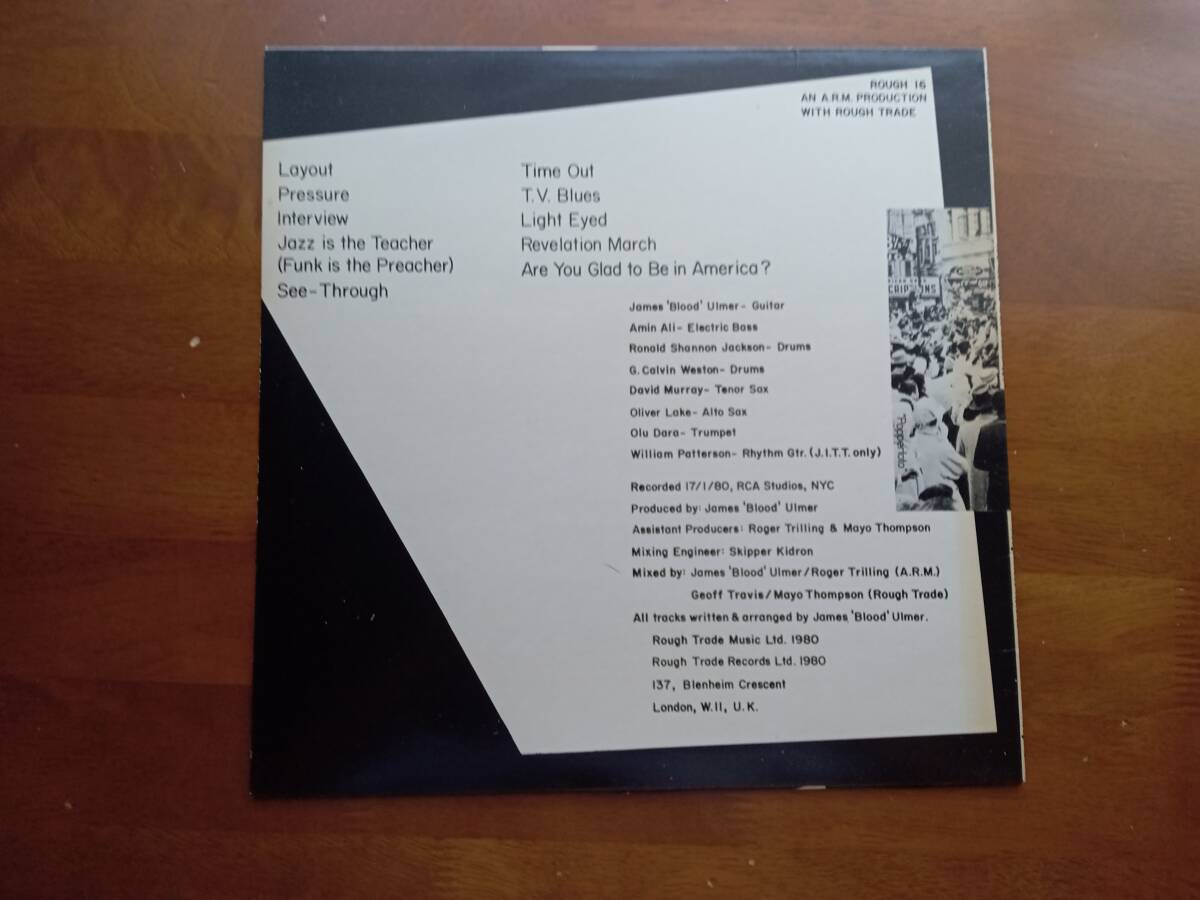 ROUGH 16
AN A.R.M. PRODUCTION
WITH ROUGH TRADE
Layout
Pressure
Interview
Jazz is the Teacher
(Funk is the Preacher)
See-Through
Time Out
T.V. Blues
Light Eyed
Revelation March
Are You Glad to Be in America?
James 'Blood' Ulmer- Guitar
Amin Ali- Electric Bass
Ronald Shannon Jackson- Drums
G. Calvin Weston- Drums
David Murray- Tenor Sax
Oliver Lake- Alto Sax
Olu Dara- Trumpet
William Patterson- Rhythm Gtr. (J.I.T.T. only)
Recorded 17/1/80, RCA Studios, NYC
Produced by: James 'Blood' Ulmer
Assistant Producers: Roger Trilling & Mayo Thompson
Mixing Engineer: Skipper Kidron
Mixed by: James 'Blood' Ulmer/Roger Trilling (A.R.M.)
Geoff Travis/Mayo Thompson (Rough Trade)
All tracks written & arranged by James 'Blood' Ulmer.
Rough Trade Music Ltd. 1980
Rough Trade Records Ltd. 1980
137, Blenheim Crescent
London, W.11, U.K.
"Popperfoto"